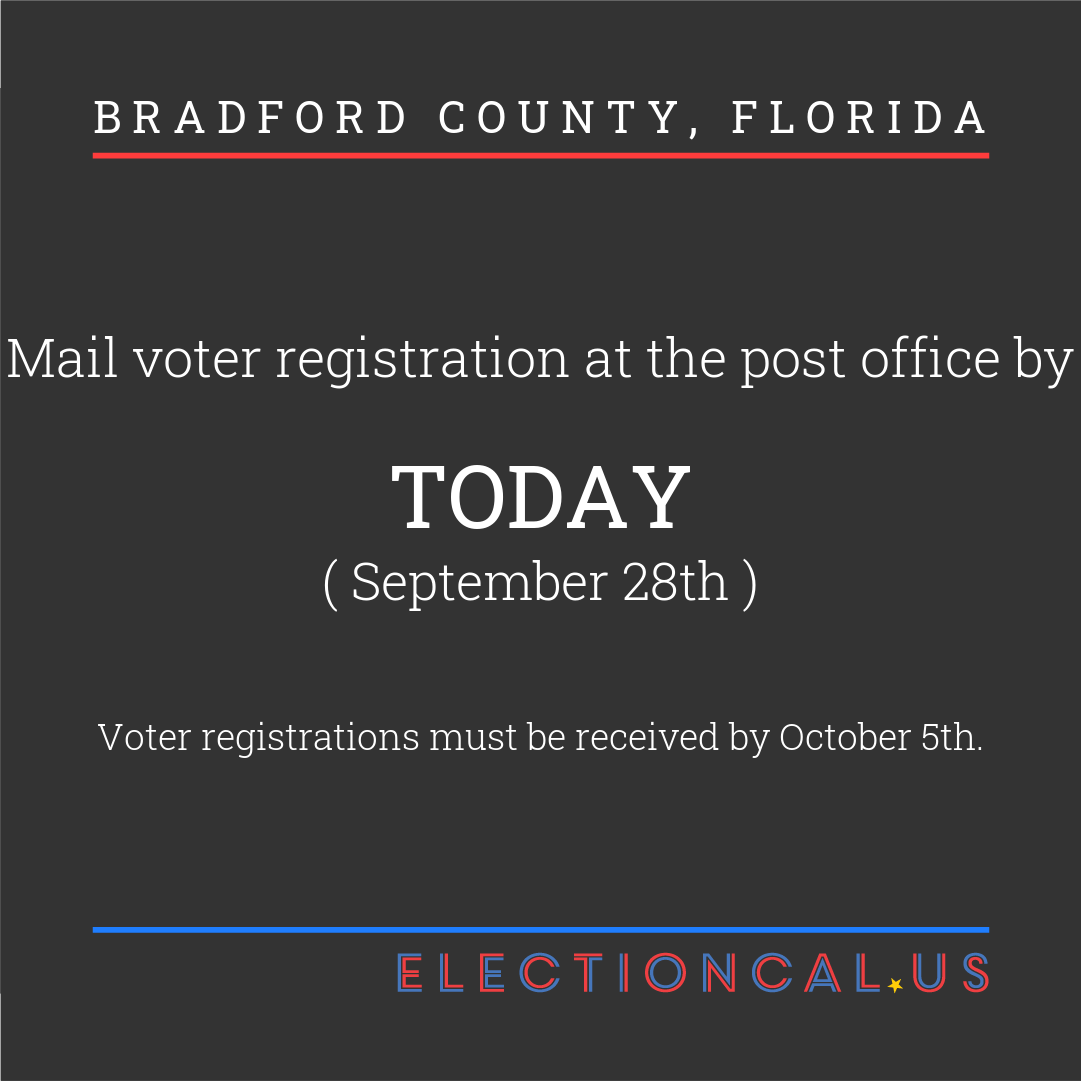 BRADFORD COUNTY, FLORIDA
Mail voter registration at the post office by
TODAY
( September 28th )
Voter registrations must be received by October 5th.
ELECTIONCAL.US